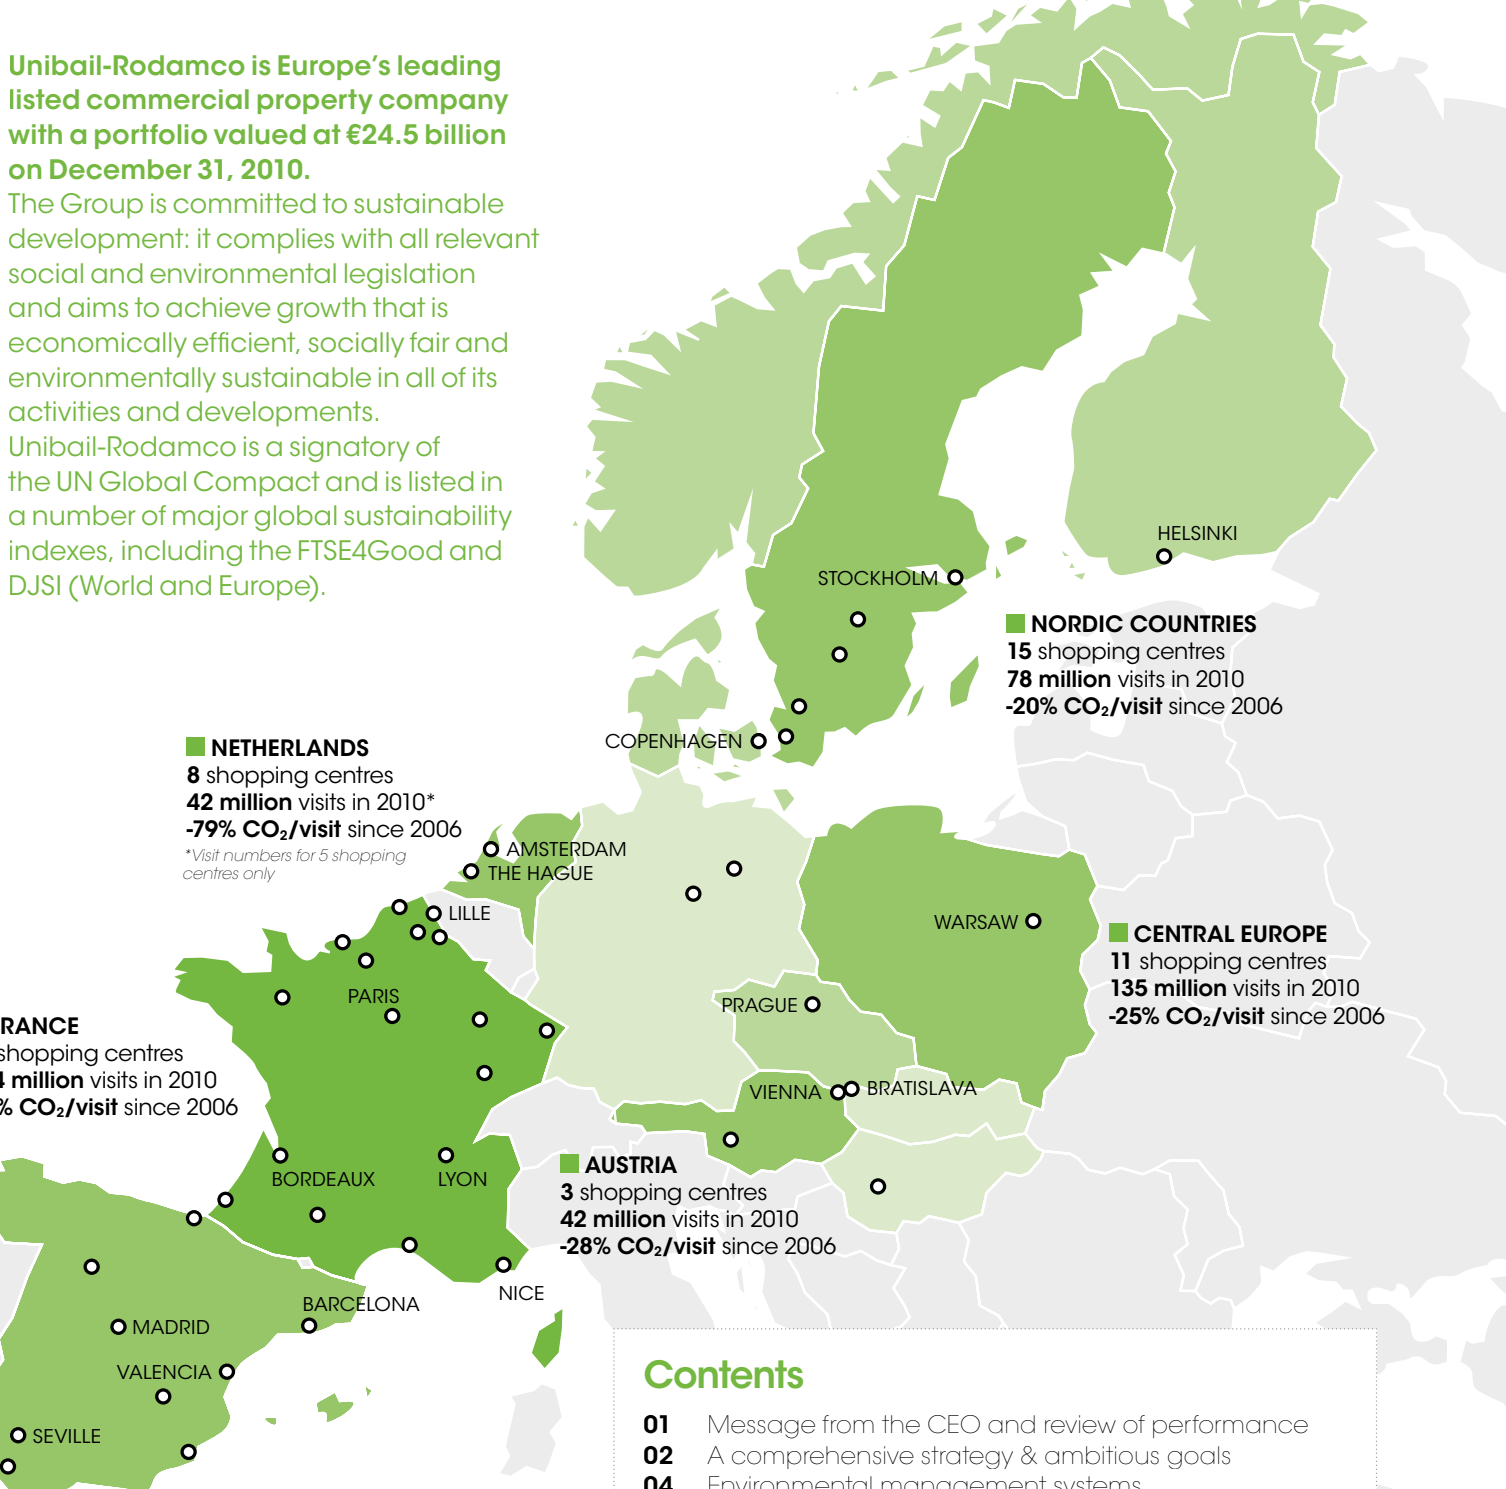 Unibail-Rodamco is Europe’s leading
listed commercial property company
with a portfolio valued at €24.5 billion
on December 31, 2010.
The Group is committed to sustainable
development: it complies with all relevant
social and environmental legislation
and aims to achieve growth that is
economically efficient, socially fair and
environmentally sustainable in all of its
activities and developments.
Unibail-Rodamco is a signatory of
the UN Global Compact and is listed in
a number of major global sustainability
indexes, including the FTSE4Good and
DJSI (World and Europe).
HELSINKI
STOCKHOLM
NORDIC COUNTRIES
15 shopping centres
78 million visits in 2010
-20% CO₂/visit since 2006
COPENHAGEN
NETHERLANDS
8 shopping centres
42 million visits in 2010*
-79% CO₂/visit since 2006
*Visit numbers for 5 shopping
centres only
AMSTERDAM
THE HAGUE
LILLE
WARSAW
CENTRAL EUROPE
11 shopping centres
135 million visits in 2010
-25% CO₂/visit since 2006
PARIS
PRAGUE
RANCE
shopping centres
million visits in 2010
% CO₂/visit since 2006
VIENNA
BRATISLAVA
BORDEAUX
LYON
AUSTRIA
3 shopping centres
42 million visits in 2010
-28% CO₂/visit since 2006
NICE
BARCELONA
MADRID
VALENCIA
SEVILLE
Contents
01 Message from the CEO and review of performance
02 A comprehensive strategy & ambitious goals
04 Environmental management systems